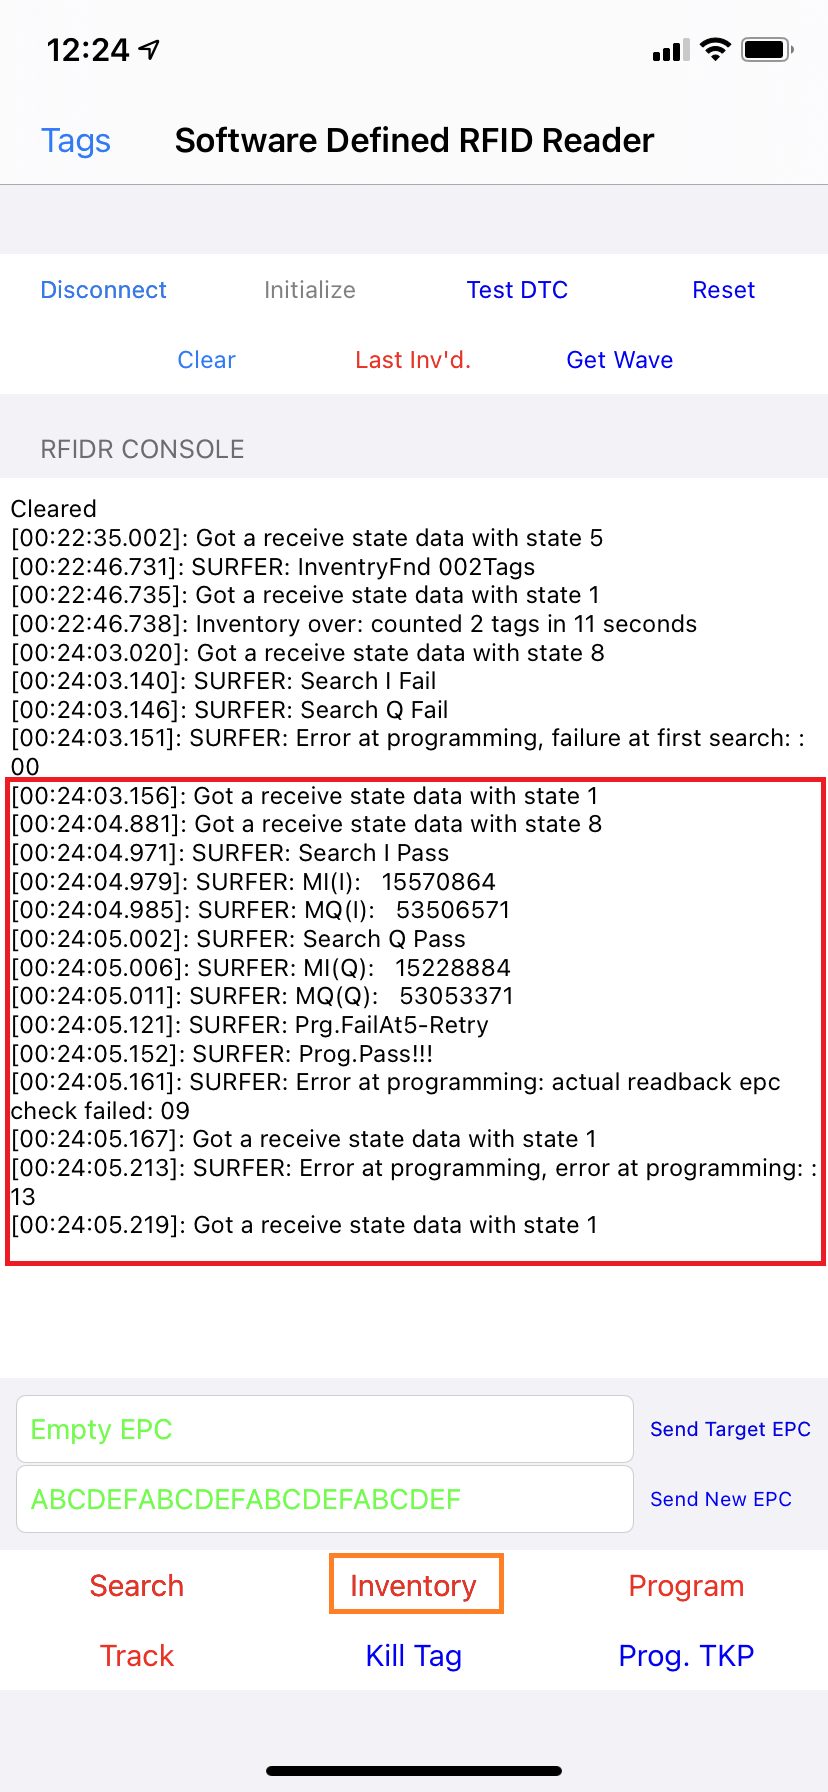 12:24
Tags Software Defined RFID Reader
Disconnect Initialize Test DTC Reset
Clear Last Inv'd. Get Wave
RFIDR CONSOLE
Cleared
[00:22:35.002]: Got a receive state data with state 5
[00:22:46.731]: SURFER: InventryFnd 002Tags
[00:22:46.735]: Got a receive state data with state 1
[00:22:46.738]: Inventory over: counted 2 tags in 11 seconds
[00:24:03.020]: Got a receive state data with state 8
[00:24:03.140]: SURFER: Search I Fail
[00:24:03.146]: SURFER: Search Q Fail
[00:24:03.151]: SURFER: Error at programming, failure at first search: :
00
[00:24:03.156]: Got a receive state data with state 1
[00:24:04.881]: Got a receive state data with state 8
[00:24:04.971]: SURFER: Search I Pass
[00:24:04.979]: SURFER: MI(I):   15570864
[00:24:04.985]: SURFER: MQ(I):   53506571
[00:24:05.002]: SURFER: Search Q Pass
[00:24:05.006]: SURFER: MI(Q):   15228884
[00:24:05.011]: SURFER: MQ(Q):   53053371
[00:24:05.121]: SURFER: Prg.FailAt5-Retry
[00:24:05.152]: SURFER: Prog.Pass!!!
[00:24:05.161]: SURFER: Error at programming: actual readback epc
check failed: 09
[00:24:05.167]: Got a receive state data with state 1
[00:24:05.213]: SURFER: Error at programming, error at programming: :
13
[00:24:05.219]: Got a receive state data with state 1
Empty EPC Send Target EPC
ABCDEFABCDEFABCDEFABCDEF Send New EPC
Search Inventory Program
Track Kill Tag Prog. TKP